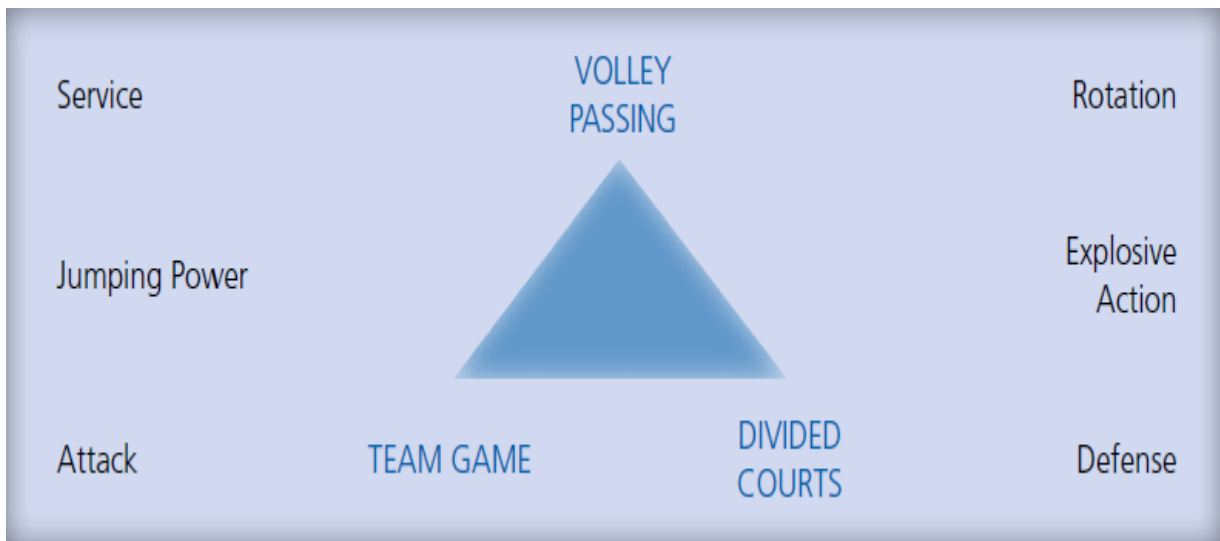 Service
VOLLEY
PASSING
Rotation
Jumping Power
Explosive
Action
Attack
TEAM GAME
DIVIDED
COURTS
Defense